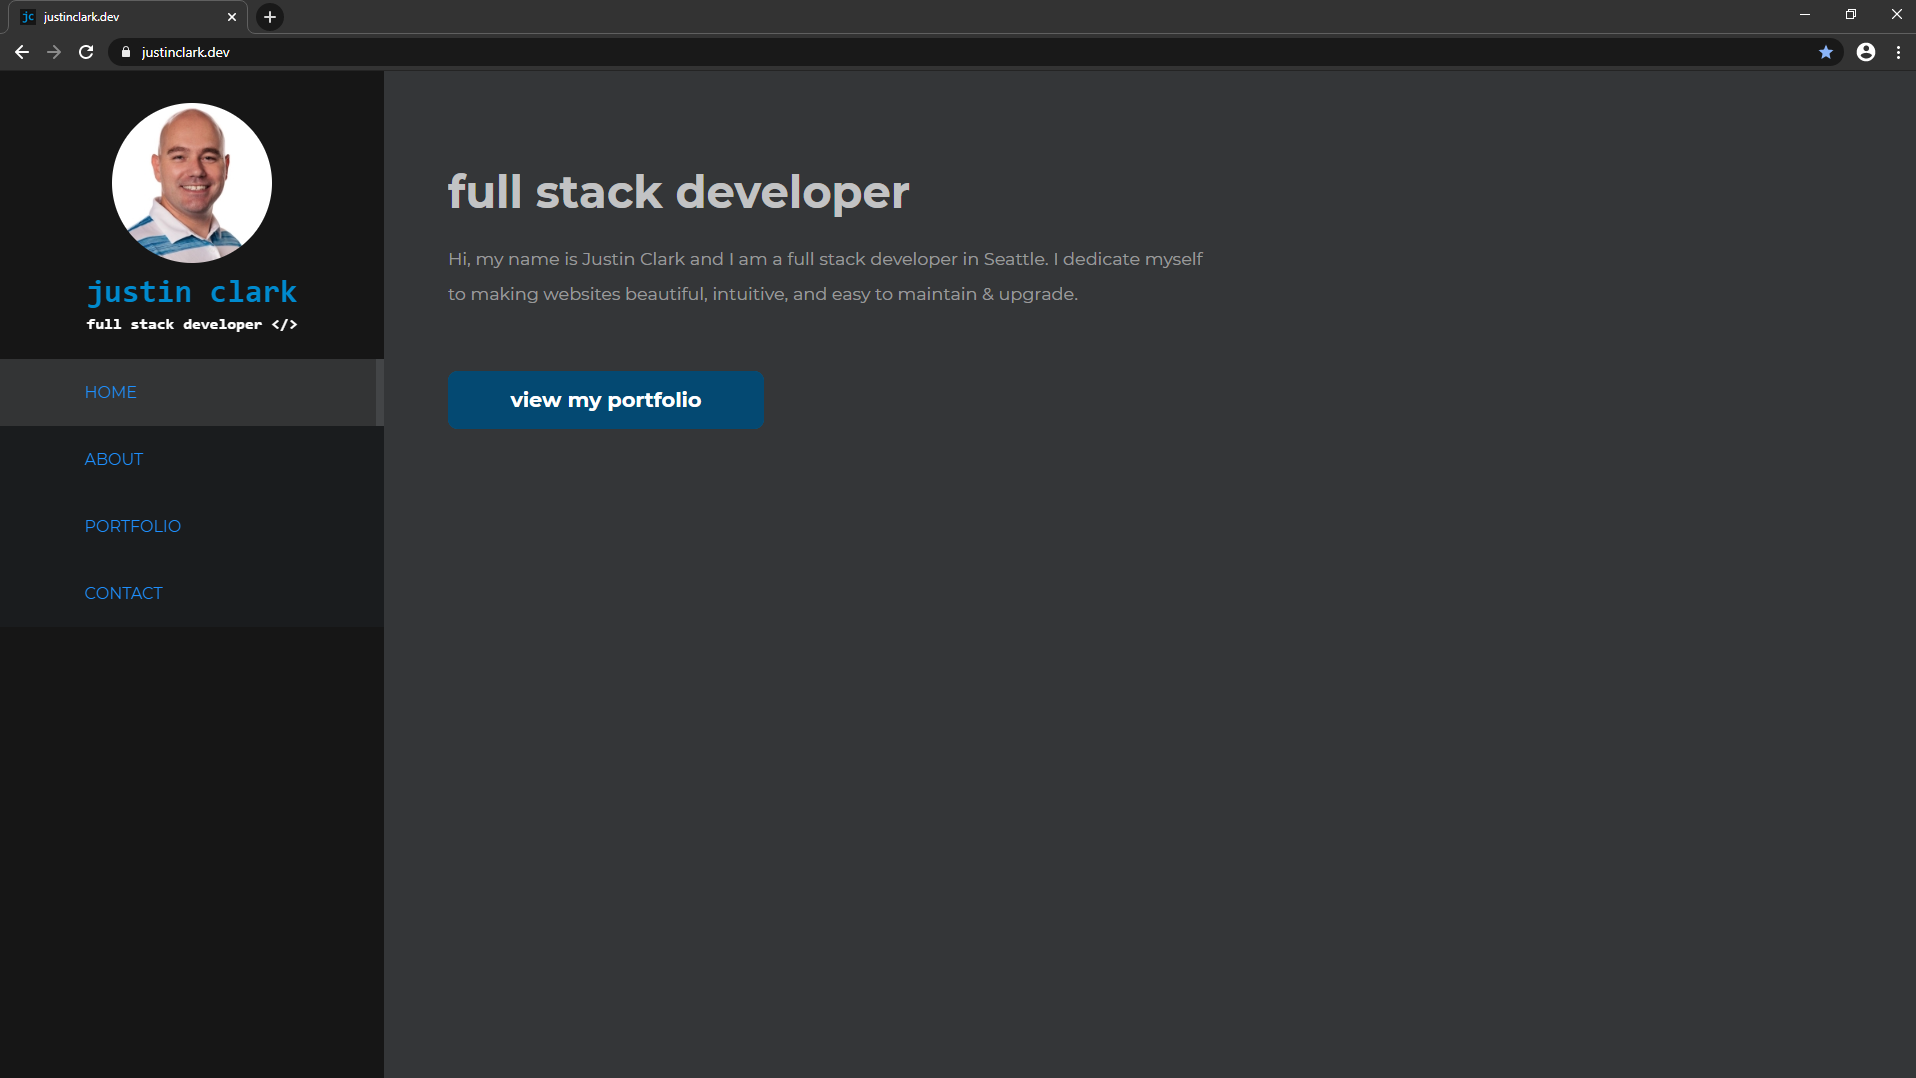 jc justinclark.dev
justinclark.dev
justin clark
full stack developer </>
HOME
ABOUT
PORTFOLIO
CONTACT
full stack developer
Hi, my name is Justin Clark and I am a full stack developer in Seattle. I dedicate myself
to making websites beautiful, intuitive, and easy to maintain & upgrade.
view my portfolio